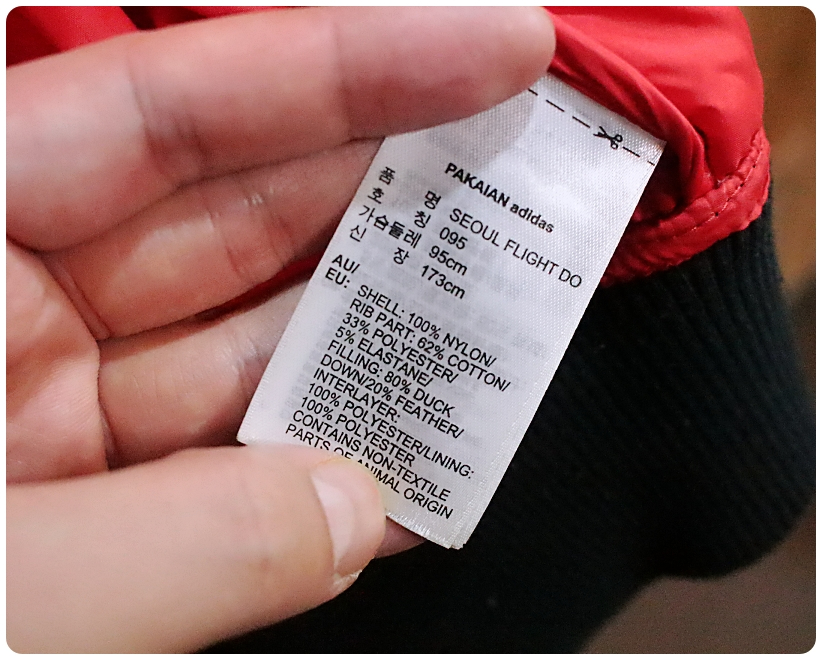 PAKAIAN adidas
품 명 SEOUL FLIGHT DO
호 칭 095
가슴둘레 95cm
신 장 173cm
AU/
EU: SHELL: 100% NYLON/
RIB PART: 62% COTTON/
33% POLYESTER/
5% ELASTANE/
FILLING: 80% DUCK
DOWN/20% FEATHER/
INTERLAYER:
100% POLYESTER/LINING:
100% POLYESTER
CONTAINS NON-TEXTILE
PARTS OF ANIMAL ORIGIN